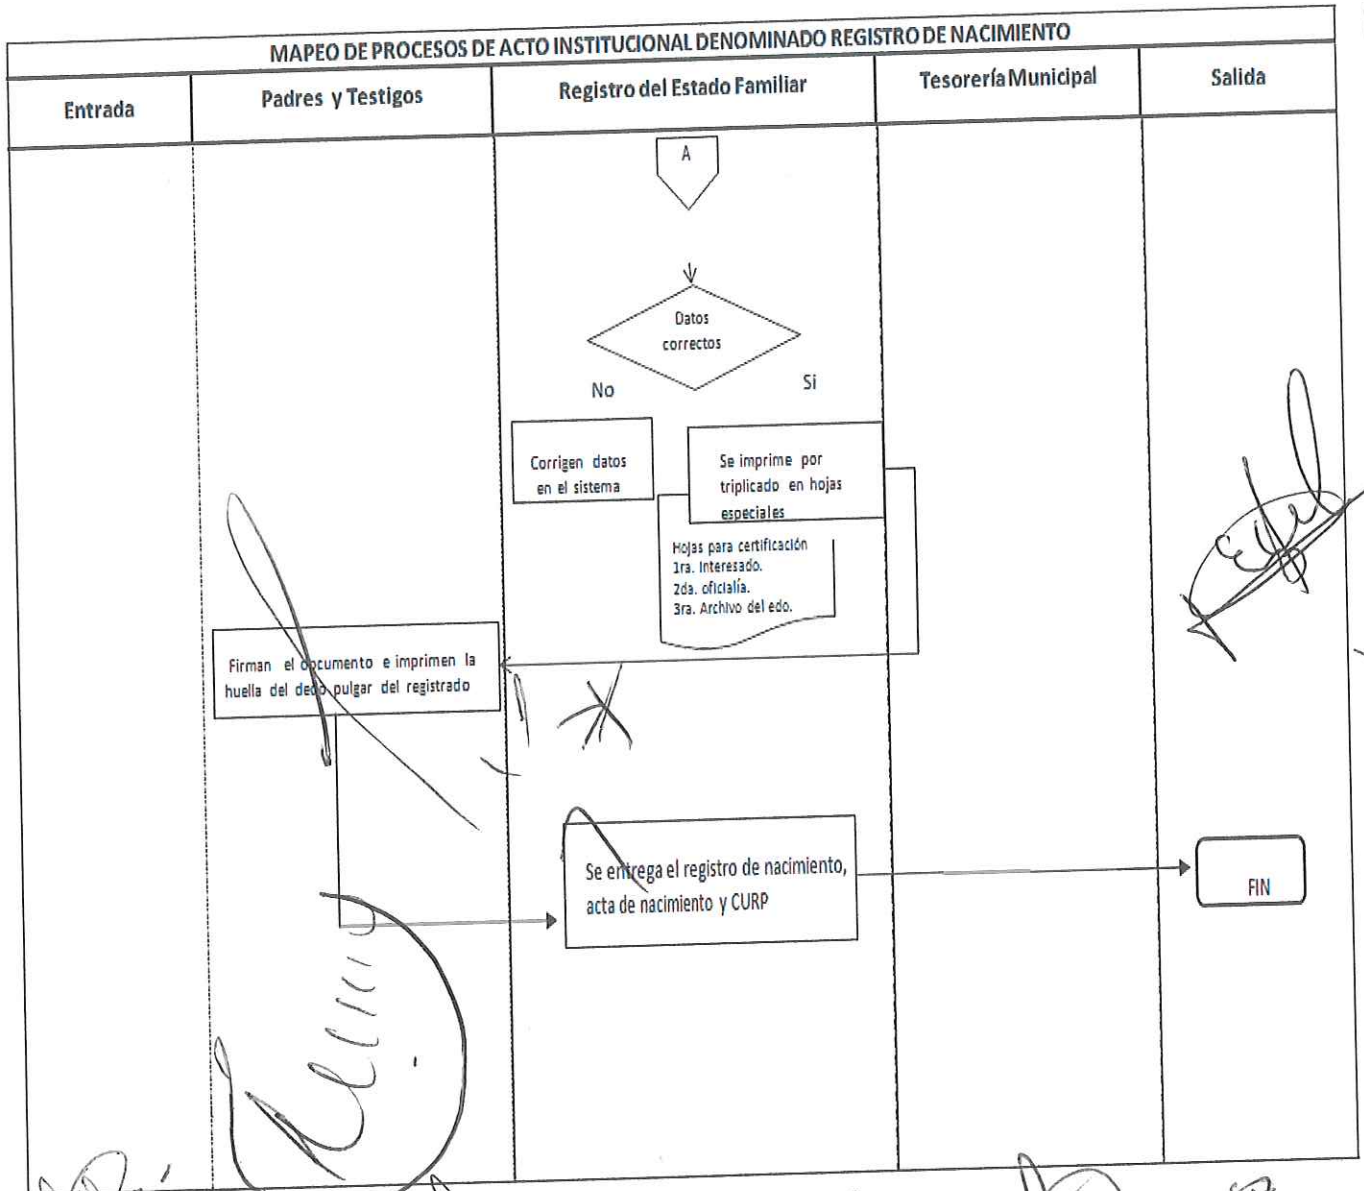 MAPEO DE PROCESOS DE ACTO INSTITUCIONAL DENOMINADO REGISTRO DE NACIMIENTO
Entrada
Padres y Testigos
Registro del Estado Familiar
Tesorería Municipal
Salida
A
Datos
correctos
No
Si
Corrigen datos
en el sistema
Se imprime por
triplicado en hojas
especiales
Hojas para certificación
1ra. Interesado.
2da. oficialía.
3ra. Archivo del edo.
Firman el documento e imprimen la
huella del dedo pulgar del registrado
Se entrega el registro de nacimiento,
acta de nacimiento y CURP
FIN